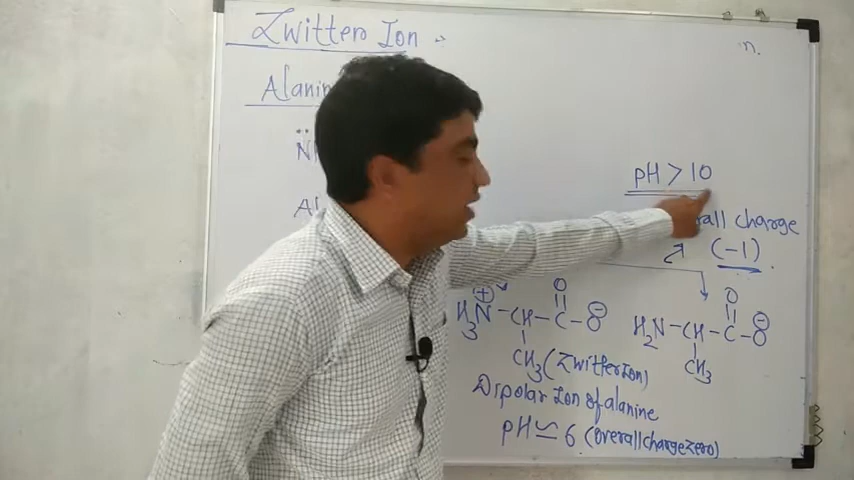 Zwitter Ion :-
n.
Alanin
N
pH > 10
Al
all charge
(-1)
H3N⊕-CH-C-O⊖
O
CH3
(Zwitter Ion)
H2N-CH-C-O⊖
O
CH3
Dipolar Ion of alanine
pH ≃ 6 (Overall charge zero)